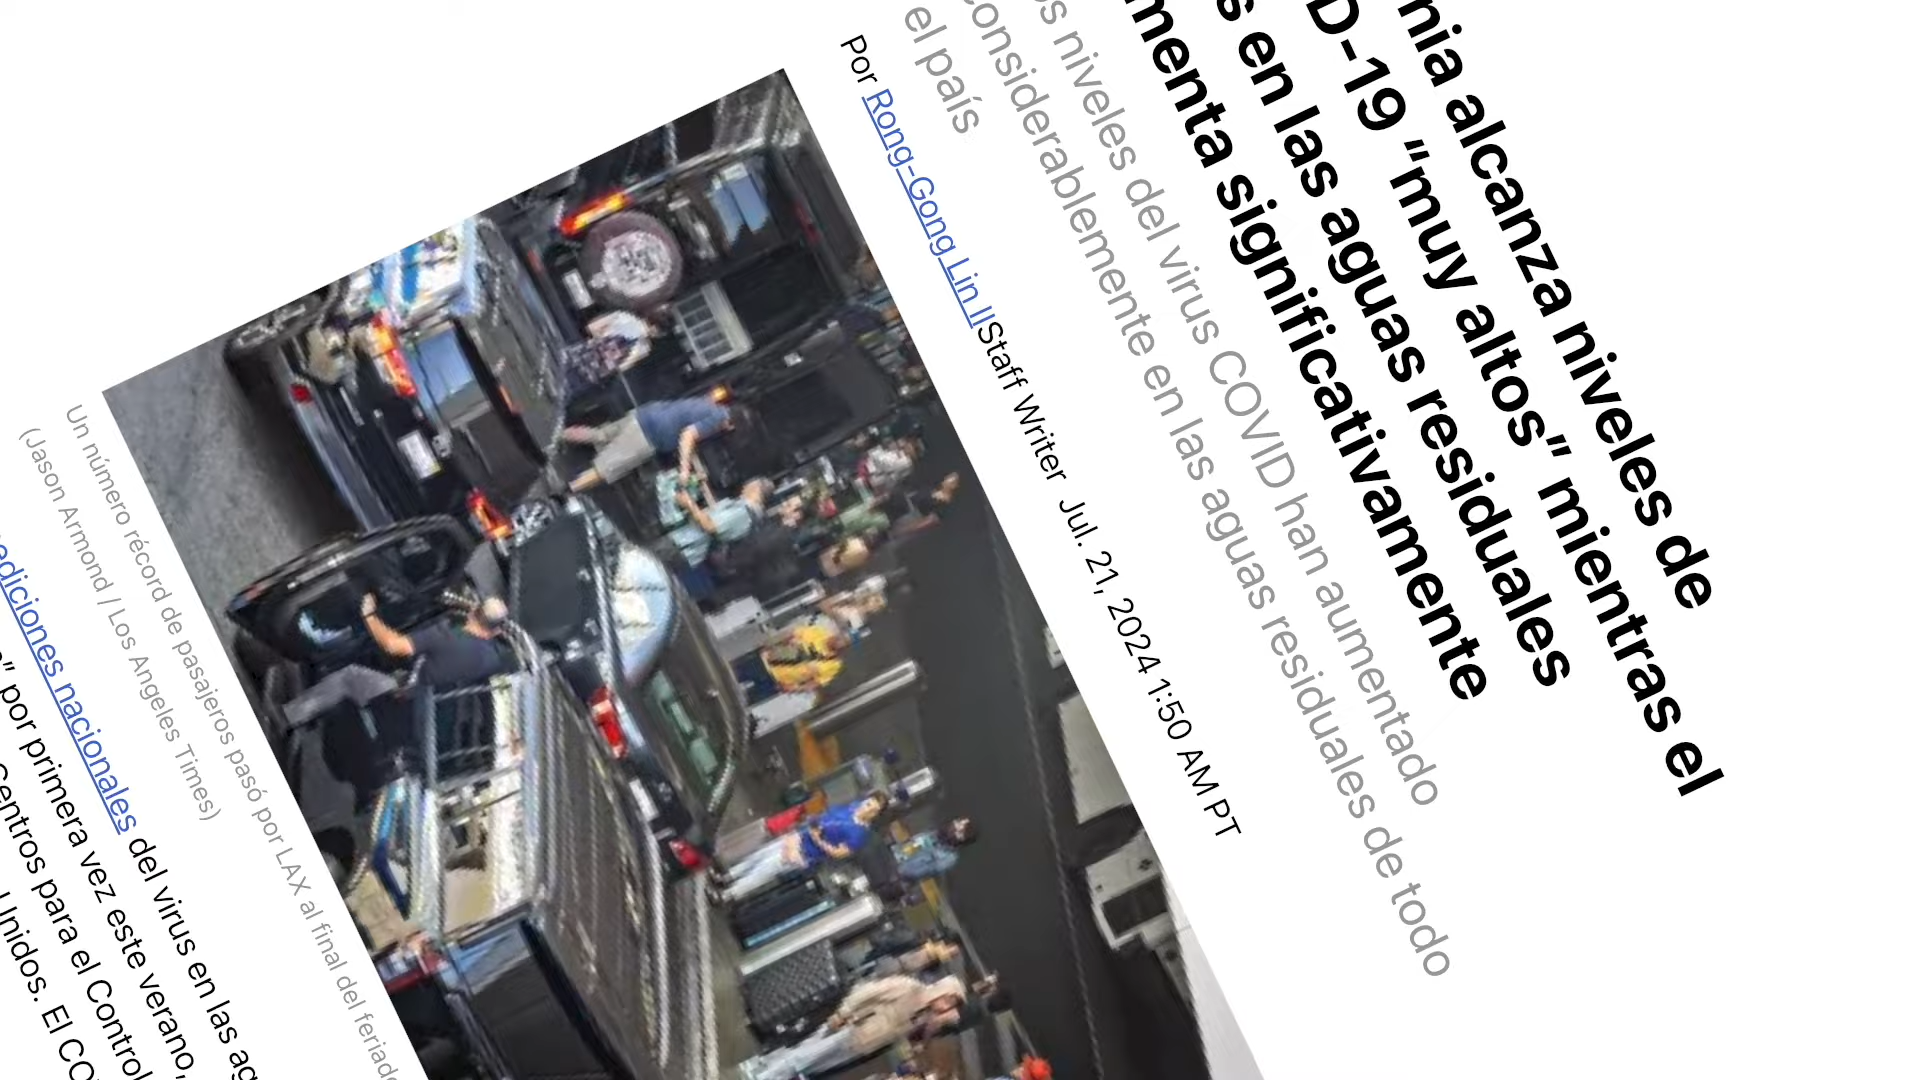 nia alcanza niveles de
D-19 “muy altos” mientras el
s en las aguas residuales
menta significativamente
os niveles del virus COVID han aumentado
considerablemente en las aguas residuales de todo
el país
Por Rong-Gong Lin IIStaff Writer Jul. 21, 2024 1:50 AM PT
Un número récord de pasajeros pasó por LAX al final del feriado
(Jason Armond / Los Angeles Times)
ediciones nacionales del virus en las ag
" por primera vez este verano,
Centros para el Control
Unidos. El CO